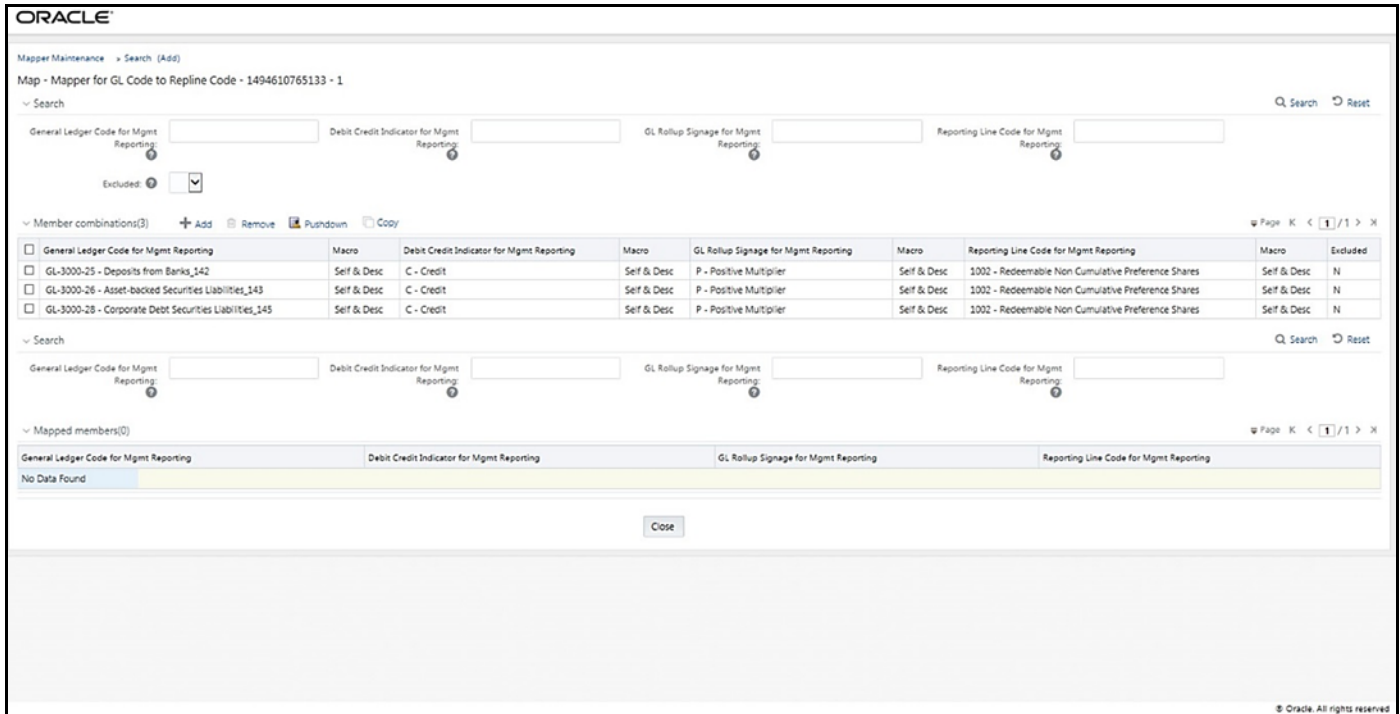 ORACLE
Mapper Maintenance » Search (Add)
Map - Mapper for GL Code to Repline Code - 1494610765133 - 1
Search
Search Reset
General Ledger Code for Mgmt Reporting:
Debit Credit Indicator for Mgmt Reporting:
GL Rollup Signage for Mgmt Reporting:
Reporting Line Code for Mgmt Reporting:
Excluded:
Member combinations(3) Add Remove Pushdown Copy Page 1 / 1
General Ledger Code for Mgmt Reporting Macro Debit Credit Indicator for Mgmt Reporting Macro GL Rollup Signage for Mgmt Reporting Macro Reporting Line Code for Mgmt Reporting Macro Excluded
GL-3000-25 - Deposits from Banks_142 Self & Desc C - Credit Self & Desc P - Positive Multiplier Self & Desc 1002 - Redeemable Non Cumulative Preference Shares Self & Desc N
GL-3000-26 - Asset-backed Securities Liabilities_143 Self & Desc C - Credit Self & Desc P - Positive Multiplier Self & Desc 1002 - Redeemable Non Cumulative Preference Shares Self & Desc N
GL-3000-28 - Corporate Debt Securities Liabilities_145 Self & Desc C - Credit Self & Desc P - Positive Multiplier Self & Desc 1002 - Redeemable Non Cumulative Preference Shares Self & Desc N
Search
Search Reset
General Ledger Code for Mgmt Reporting:
Debit Credit Indicator for Mgmt Reporting:
GL Rollup Signage for Mgmt Reporting:
Reporting Line Code for Mgmt Reporting:
Mapped members(0) Page 1 / 1
General Ledger Code for Mgmt Reporting Debit Credit Indicator for Mgmt Reporting GL Rollup Signage for Mgmt Reporting Reporting Line Code for Mgmt Reporting
No Data Found
Close
© Oracle. All rights reserved